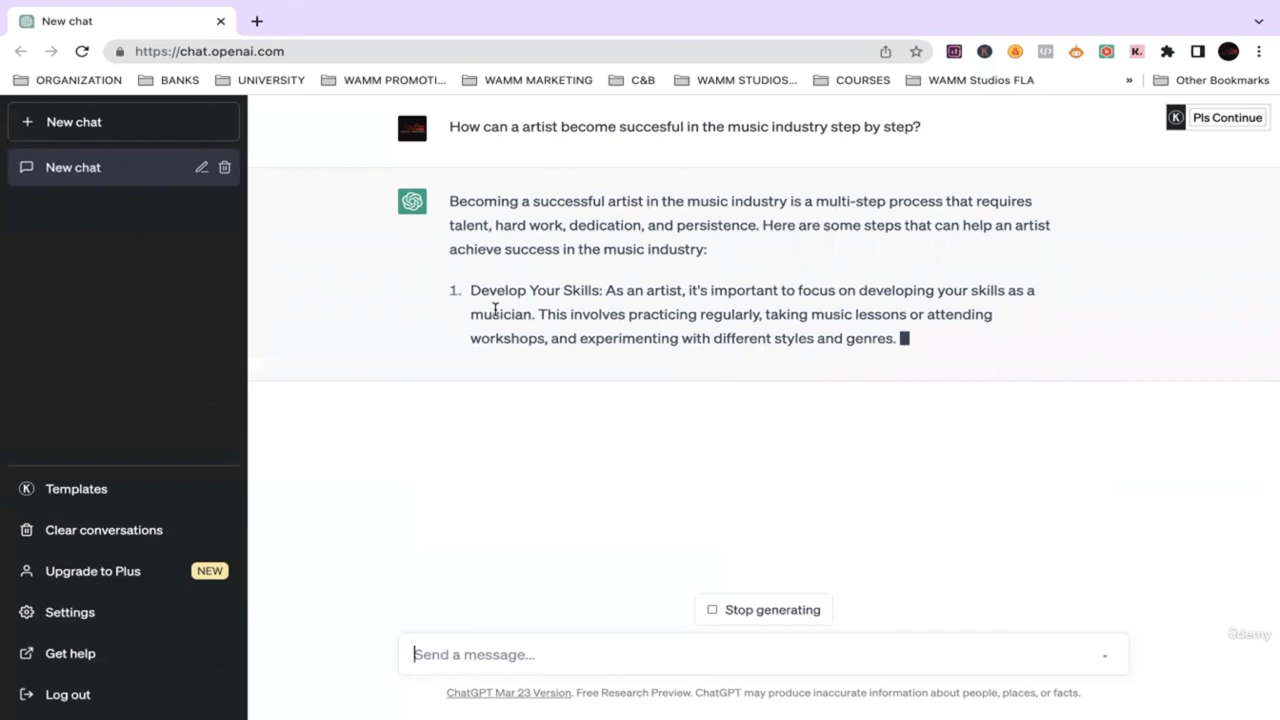 New chat
https://chat.openai.com
K.
ORGANIZATION
BANKS
UNIVERSITY
WAMM PROMOTI...
WAMM MARKETING
C&B
WAMM STUDIOS...
COURSES
WAMM Studios FLA
»
Other Bookmarks
New chat
New chat
How can a artist become succesful in the music industry step by step?
K Pls Continue
Becoming a successful artist in the music industry is a multi-step process that requires
talent, hard work, dedication, and persistence. Here are some steps that can help an artist
achieve success in the music industry:
1. Develop Your Skills: As an artist, it's important to focus on developing your skills as a
musician. This involves practicing regularly, taking music lessons or attending
workshops, and experimenting with different styles and genres.
K Templates
Clear conversations
Upgrade to Plus NEW
Settings
Get help
Log out
Stop generating
Send a message...
ChatGPT Mar 23 Version. Free Research Preview. ChatGPT may produce inaccurate information about people, places, or facts.
ûdemy